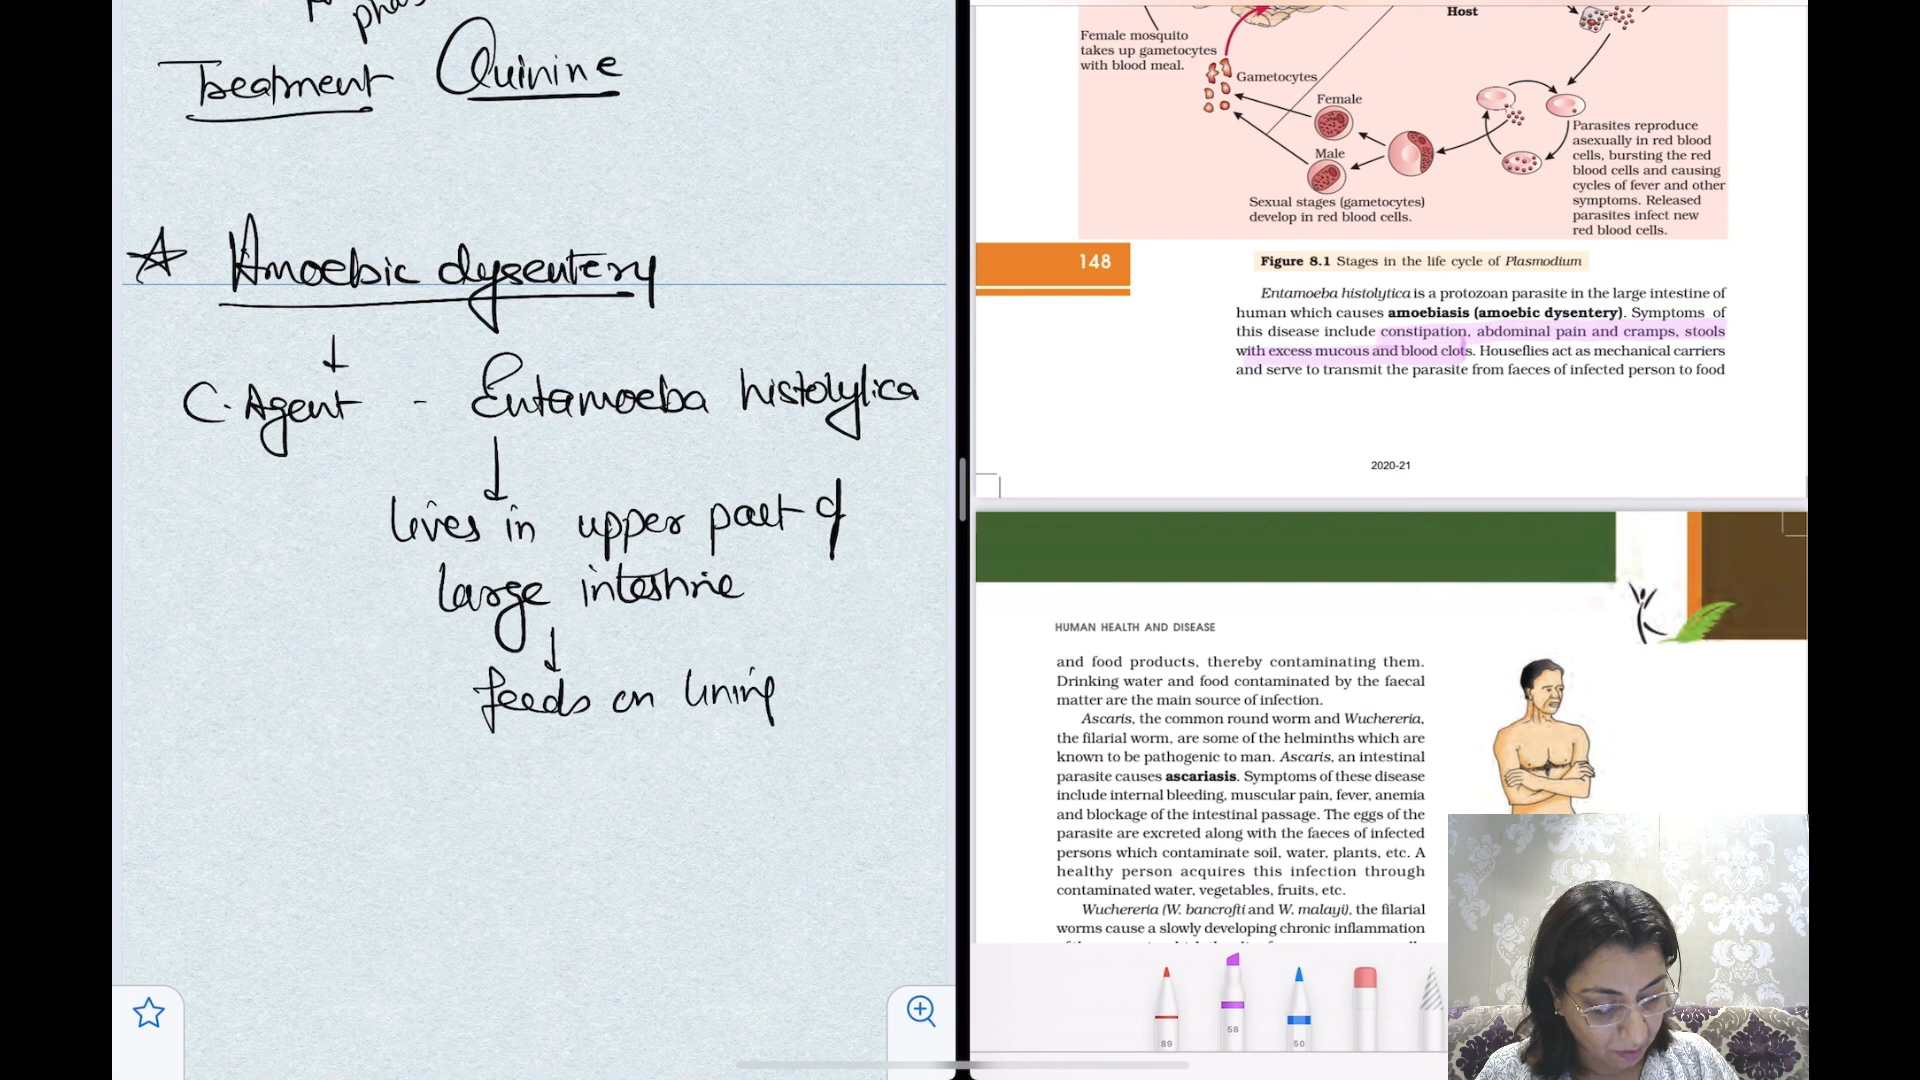 phas
Treatment Quinine
Amoebic dysentery
C. Agent - Entamoeba histolylica
lives in upper part of
large intestine
feeds on lining
Host
Female mosquito
takes up gametocytes
with blood meal.
Gametocytes
Female
Male
Sexual stages (gametocytes)
develop in red blood cells.
Parasites reproduce
asexually in red blood
cells, bursting the red
blood cells and causing
cycles of fever and other
symptoms. Released
parasites infect new
red blood cells.
148
Figure 8.1 Stages in the life cycle of Plasmodium
Entamoeba histolytica is a protozoan parasite in the large intestine of
human which causes amoebiasis (amoebic dysentery). Symptoms of
this disease include constipation, abdominal pain and cramps, stools
with excess mucous and blood clots. Houseflies act as mechanical carriers
and serve to transmit the parasite from faeces of infected person to food
2020-21
HUMAN HEALTH AND DISEASE
and food products, thereby contaminating them.
Drinking water and food contaminated by the faecal
matter are the main source of infection.
Ascaris, the common round worm and Wuchereria,
the filarial worm, are some of the helminths which are
known to be pathogenic to man. Ascaris, an intestinal
parasite causes ascariasis. Symptoms of these disease
include internal bleeding, muscular pain, fever, anemia
and blockage of the intestinal passage. The eggs of the
parasite are excreted along with the faeces of infected
persons which contaminate soil, water, plants, etc. A
healthy person acquires this infection through
contaminated water, vegetables, fruits, etc.
Wuchereria (W. bancrofti and W. malayi), the filarial
worms cause a slowly developing chronic inflammation
89
58
50